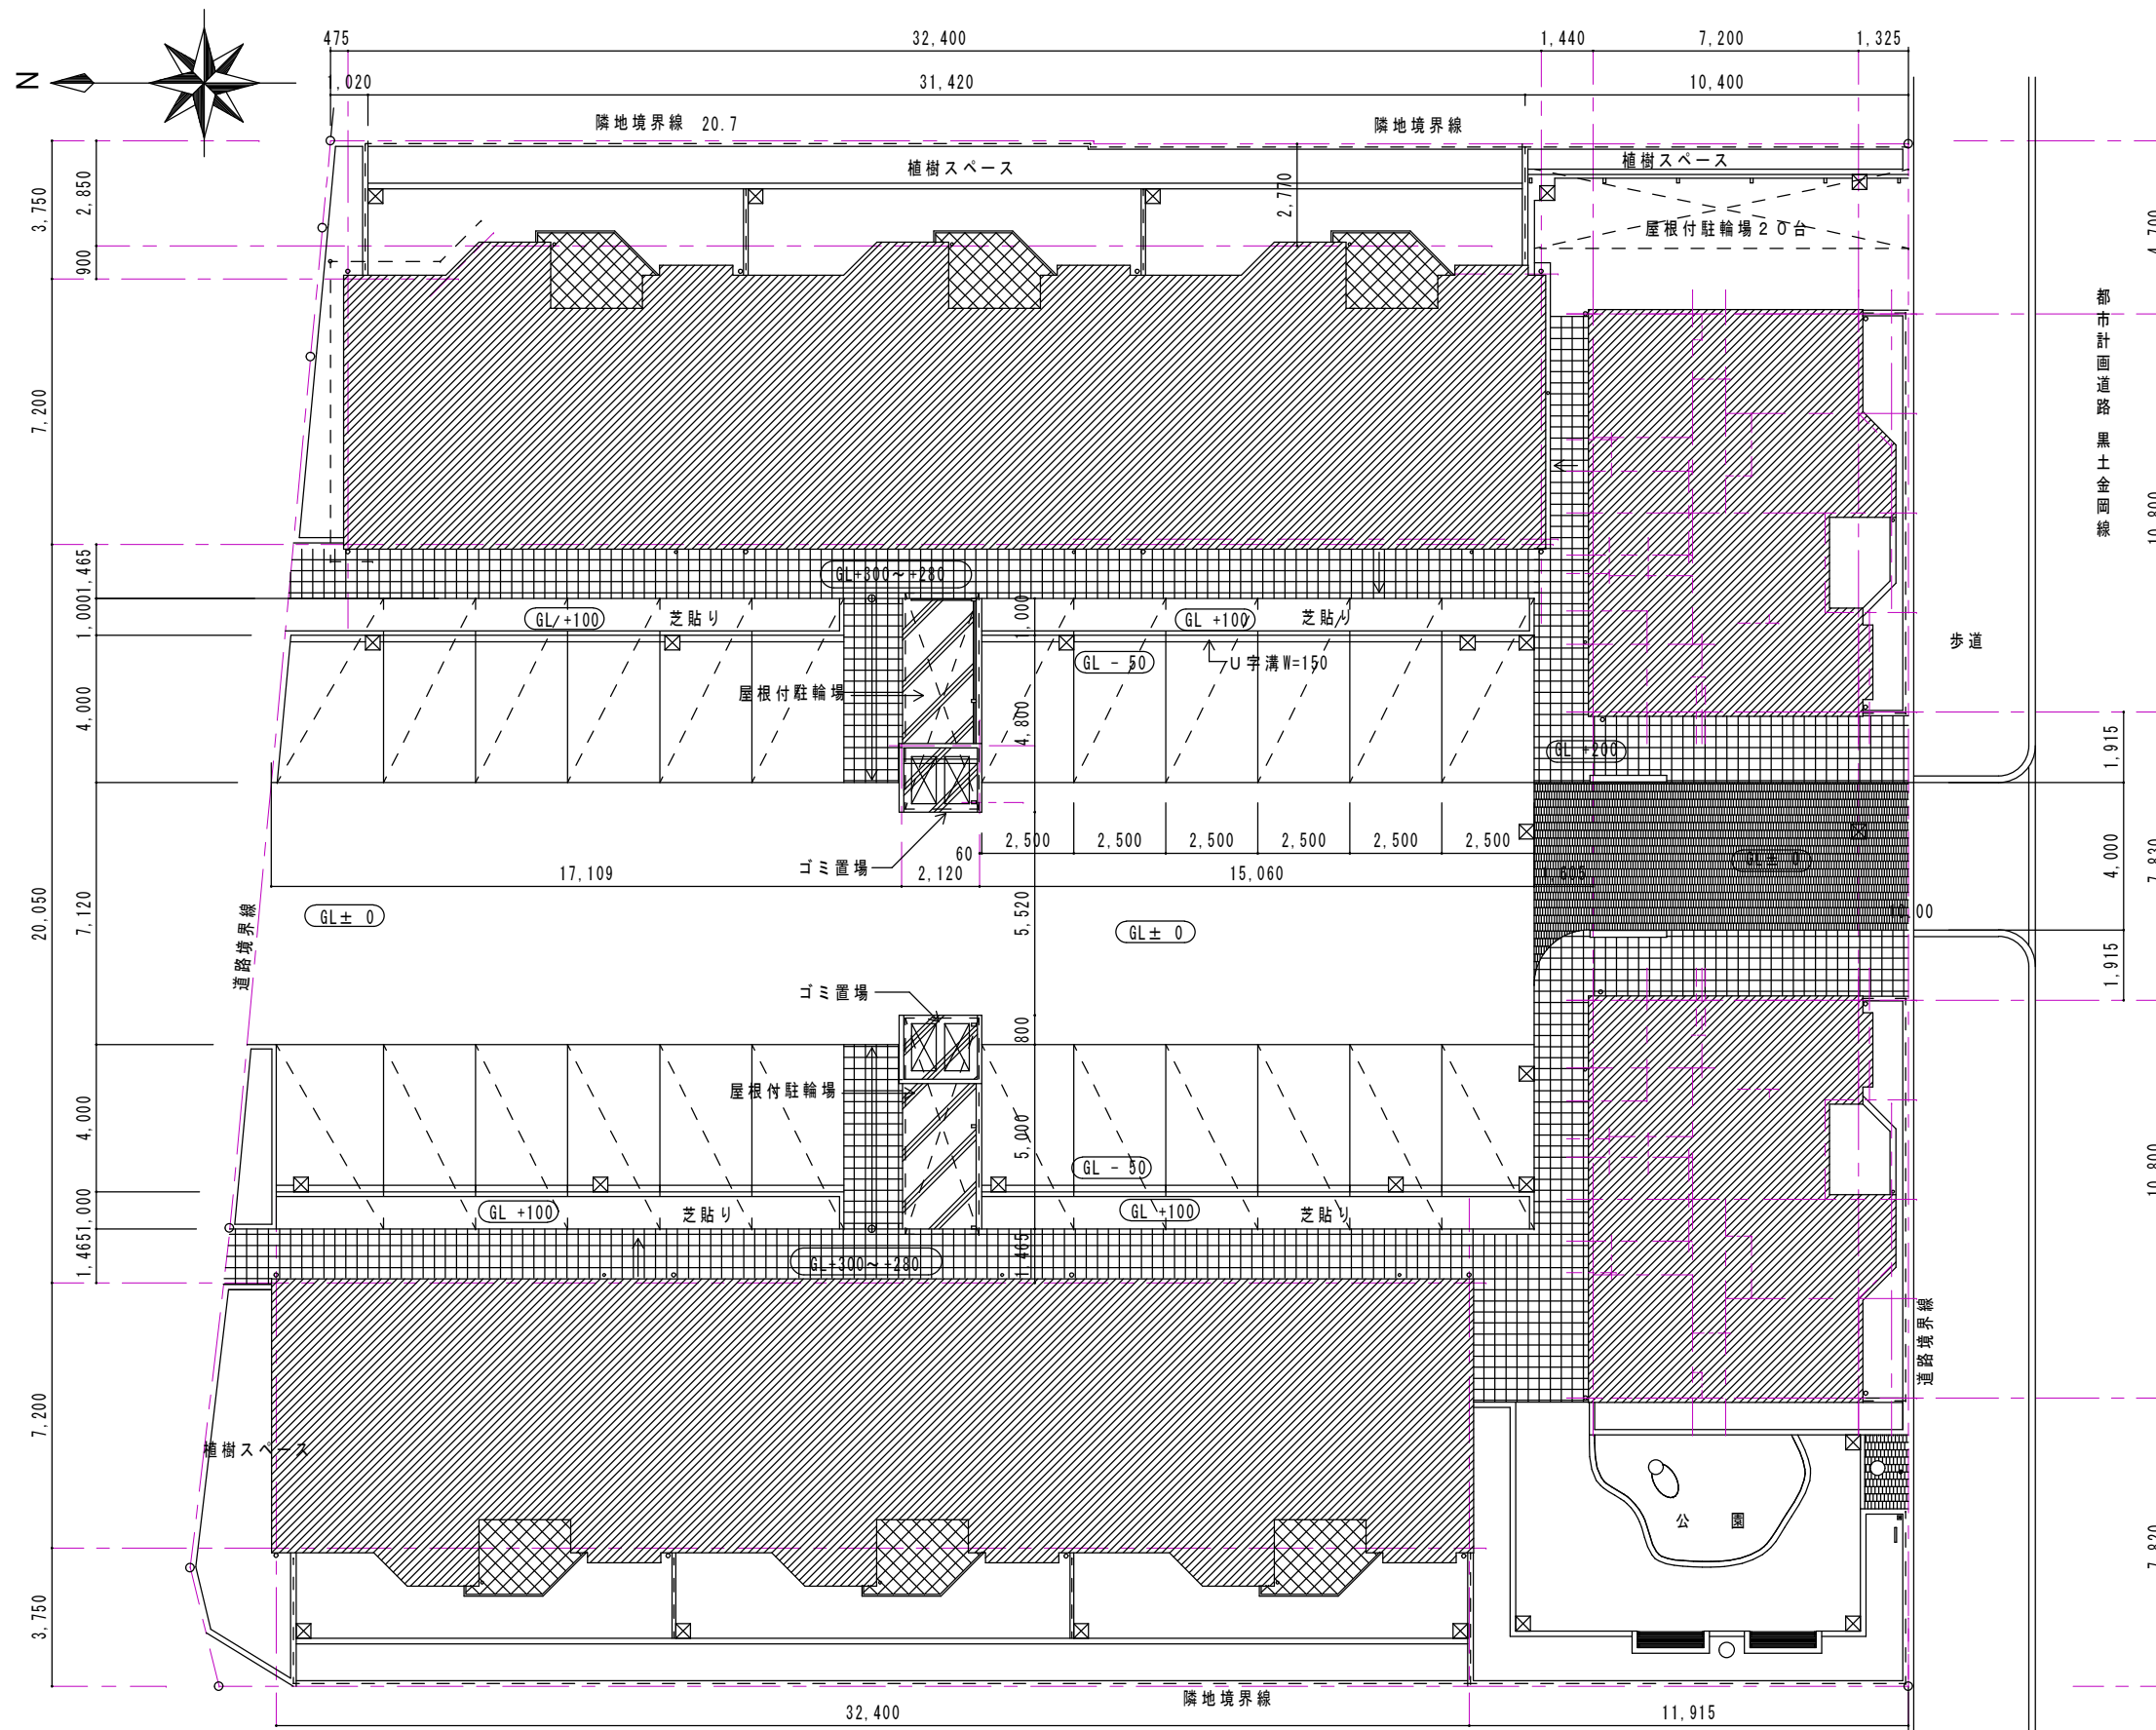 475
32,400
1,440
7,200
1,325
N
1,020
31,420
10,400
隣地境界線 20.7
隣地境界線
植樹スペース
植樹スペース
屋根付駐輪場20台
3,750
2,850
900
2,770
4,700
7,200
都市計画道路 黒土金岡線
10,800
1,465
1,000
GL+300～+280
GL +100
芝貼り
1,000
GL +100
芝貼り
歩道
GL - 50
U字溝W=150
屋根付駐輪場
4,000
4,800
GL +200
1,915
2,500
2,500
2,500
2,500
2,500
2,500
60
ゴミ置場
17,109
2,120
15,060
GL± 0
4,000
7,830
20,050
7,120
道路境界線
GL± 0
5,520
GL± 0
1,915
ゴミ置場
800
屋根付駐輪場
4,000
5,000
GL - 50
10,800
1,000
GL +100
芝貼り
GL +100
芝貼り
1,465
1,465
道路境界線
7,200
植樹スペース
公園
7,830
3,750
隣地境界線
32,400
11,915